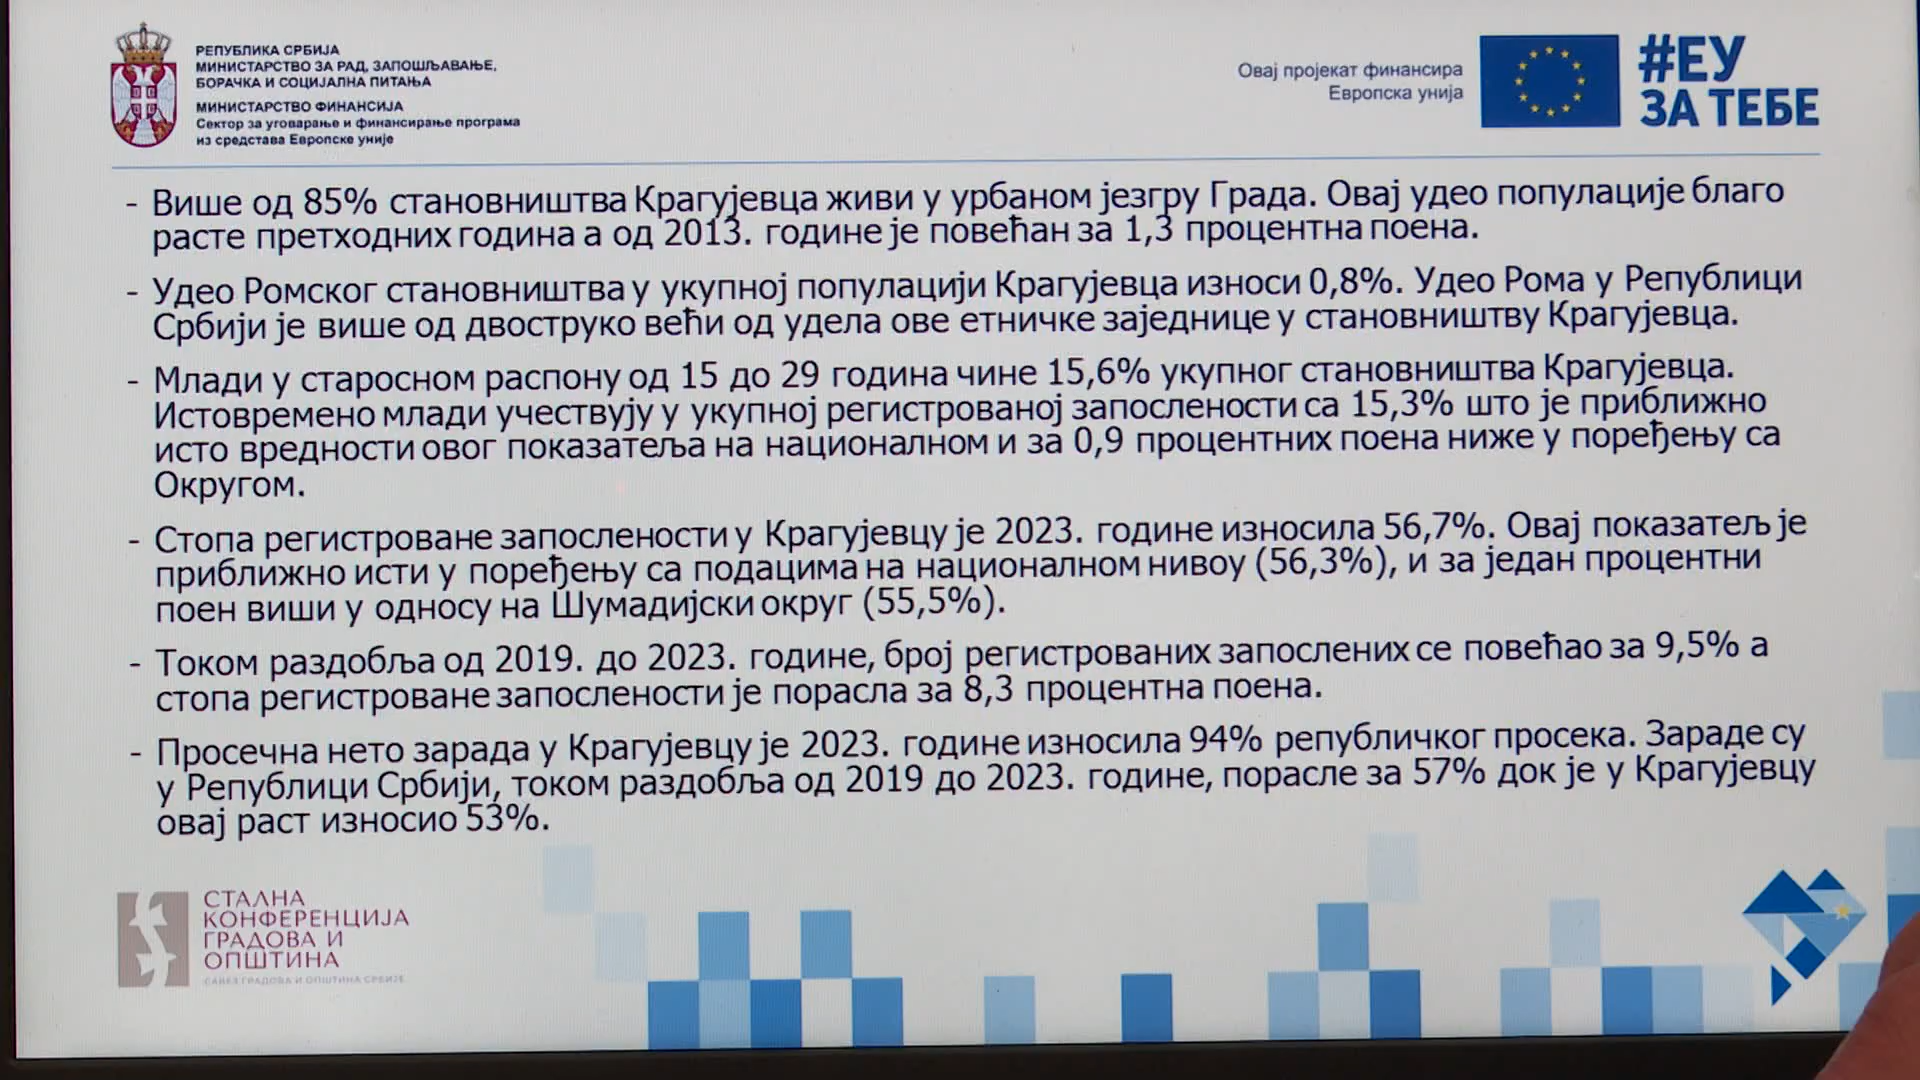 РЕПУБЛИКА СРБИЈА
МИНИСТАРСТВО ЗА РАД, ЗАПОШЉАВАЊЕ,
БОРАЧКА И СОЦИЈАЛНА ПИТАЊА
МИНИСТАРСТВО ФИНАНСИЈА
Сектор за уговарање и финансирање програма
из средстава Европске уније
Овај пројекат финансира
Европска унија
#ЕУ
ЗА ТЕБЕ
- Више од 85% становништва Крагујевца живи у урбаном језгру Града. Овај удео популације благо
расте претходних година а од 2013. године је повећан за 1,3 процентна поена.
- Удео Ромског становништва у укупној популацији Крагујевца износи 0,8%. Удео Рома у Републици
Србији је више од двоструко већи од удела ове етничке заједнице у становништву Крагујевца.
- Млади у старосном распону од 15 до 29 година чине 15,6% укупног становништва Крагујевца.
Истовремено млади учествују у укупној регистрованој запослености са 15,3% што је приближно
исто вредности овог показатеља на националном и за 0,9 процентних поена ниже у поређењу са
Округом.
- Стопа регистроване запослености у Крагујевцу је 2023. године износила 56,7%. Овај показатељ је
приближно исти у поређењу са подацима на националном нивоу (56,3%), и за један процентни
поен виши у односу на Шумадијски округ (55,5%).
- Током раздобља од 2019. до 2023. године, број регистрованих запослених се повећао за 9,5% а
стопа регистроване запослености је порасла за 8,3 процентна поена.
- Просечна нето зарада у Крагујевцу је 2023. године износила 94% републичког просека. Зараде су
у Републици Србији, током раздобља од 2019 до 2023. године, порасле за 57% док је у Крагујевцу
овај раст износио 53%.
СТАЛНА
КОНФЕРЕНЦИЈА
ГРАДОВА И
ОПШТИНА
САВЕЗ ГРАДОВА И ОПШТИНА СРБИЈЕ